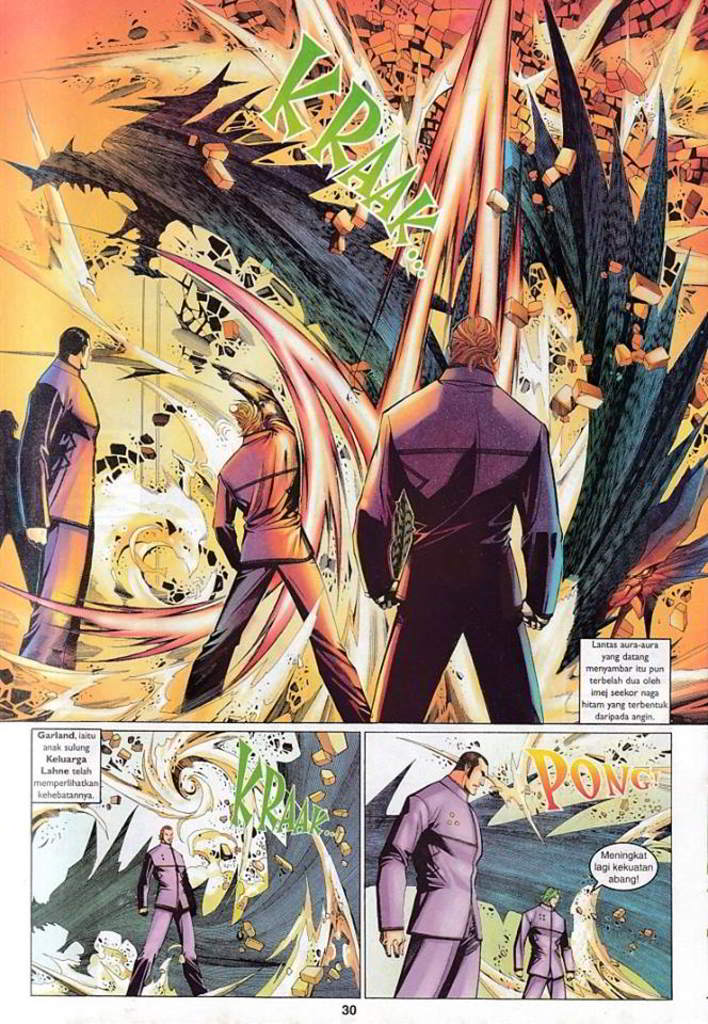 KRAAK...
Lantas aura-aura
yang datang
menyambar itu pun
terbelah dua oleh
imej seekor naga
hitam yang terbentuk
daripada angin.
Garland, iaitu
anak sulung
Keluarga
Lahne telah
memperlihatkan
kehebatannya.
KRAAK...
PONG!
Meningkat
lagi kekuatan
abang!
30